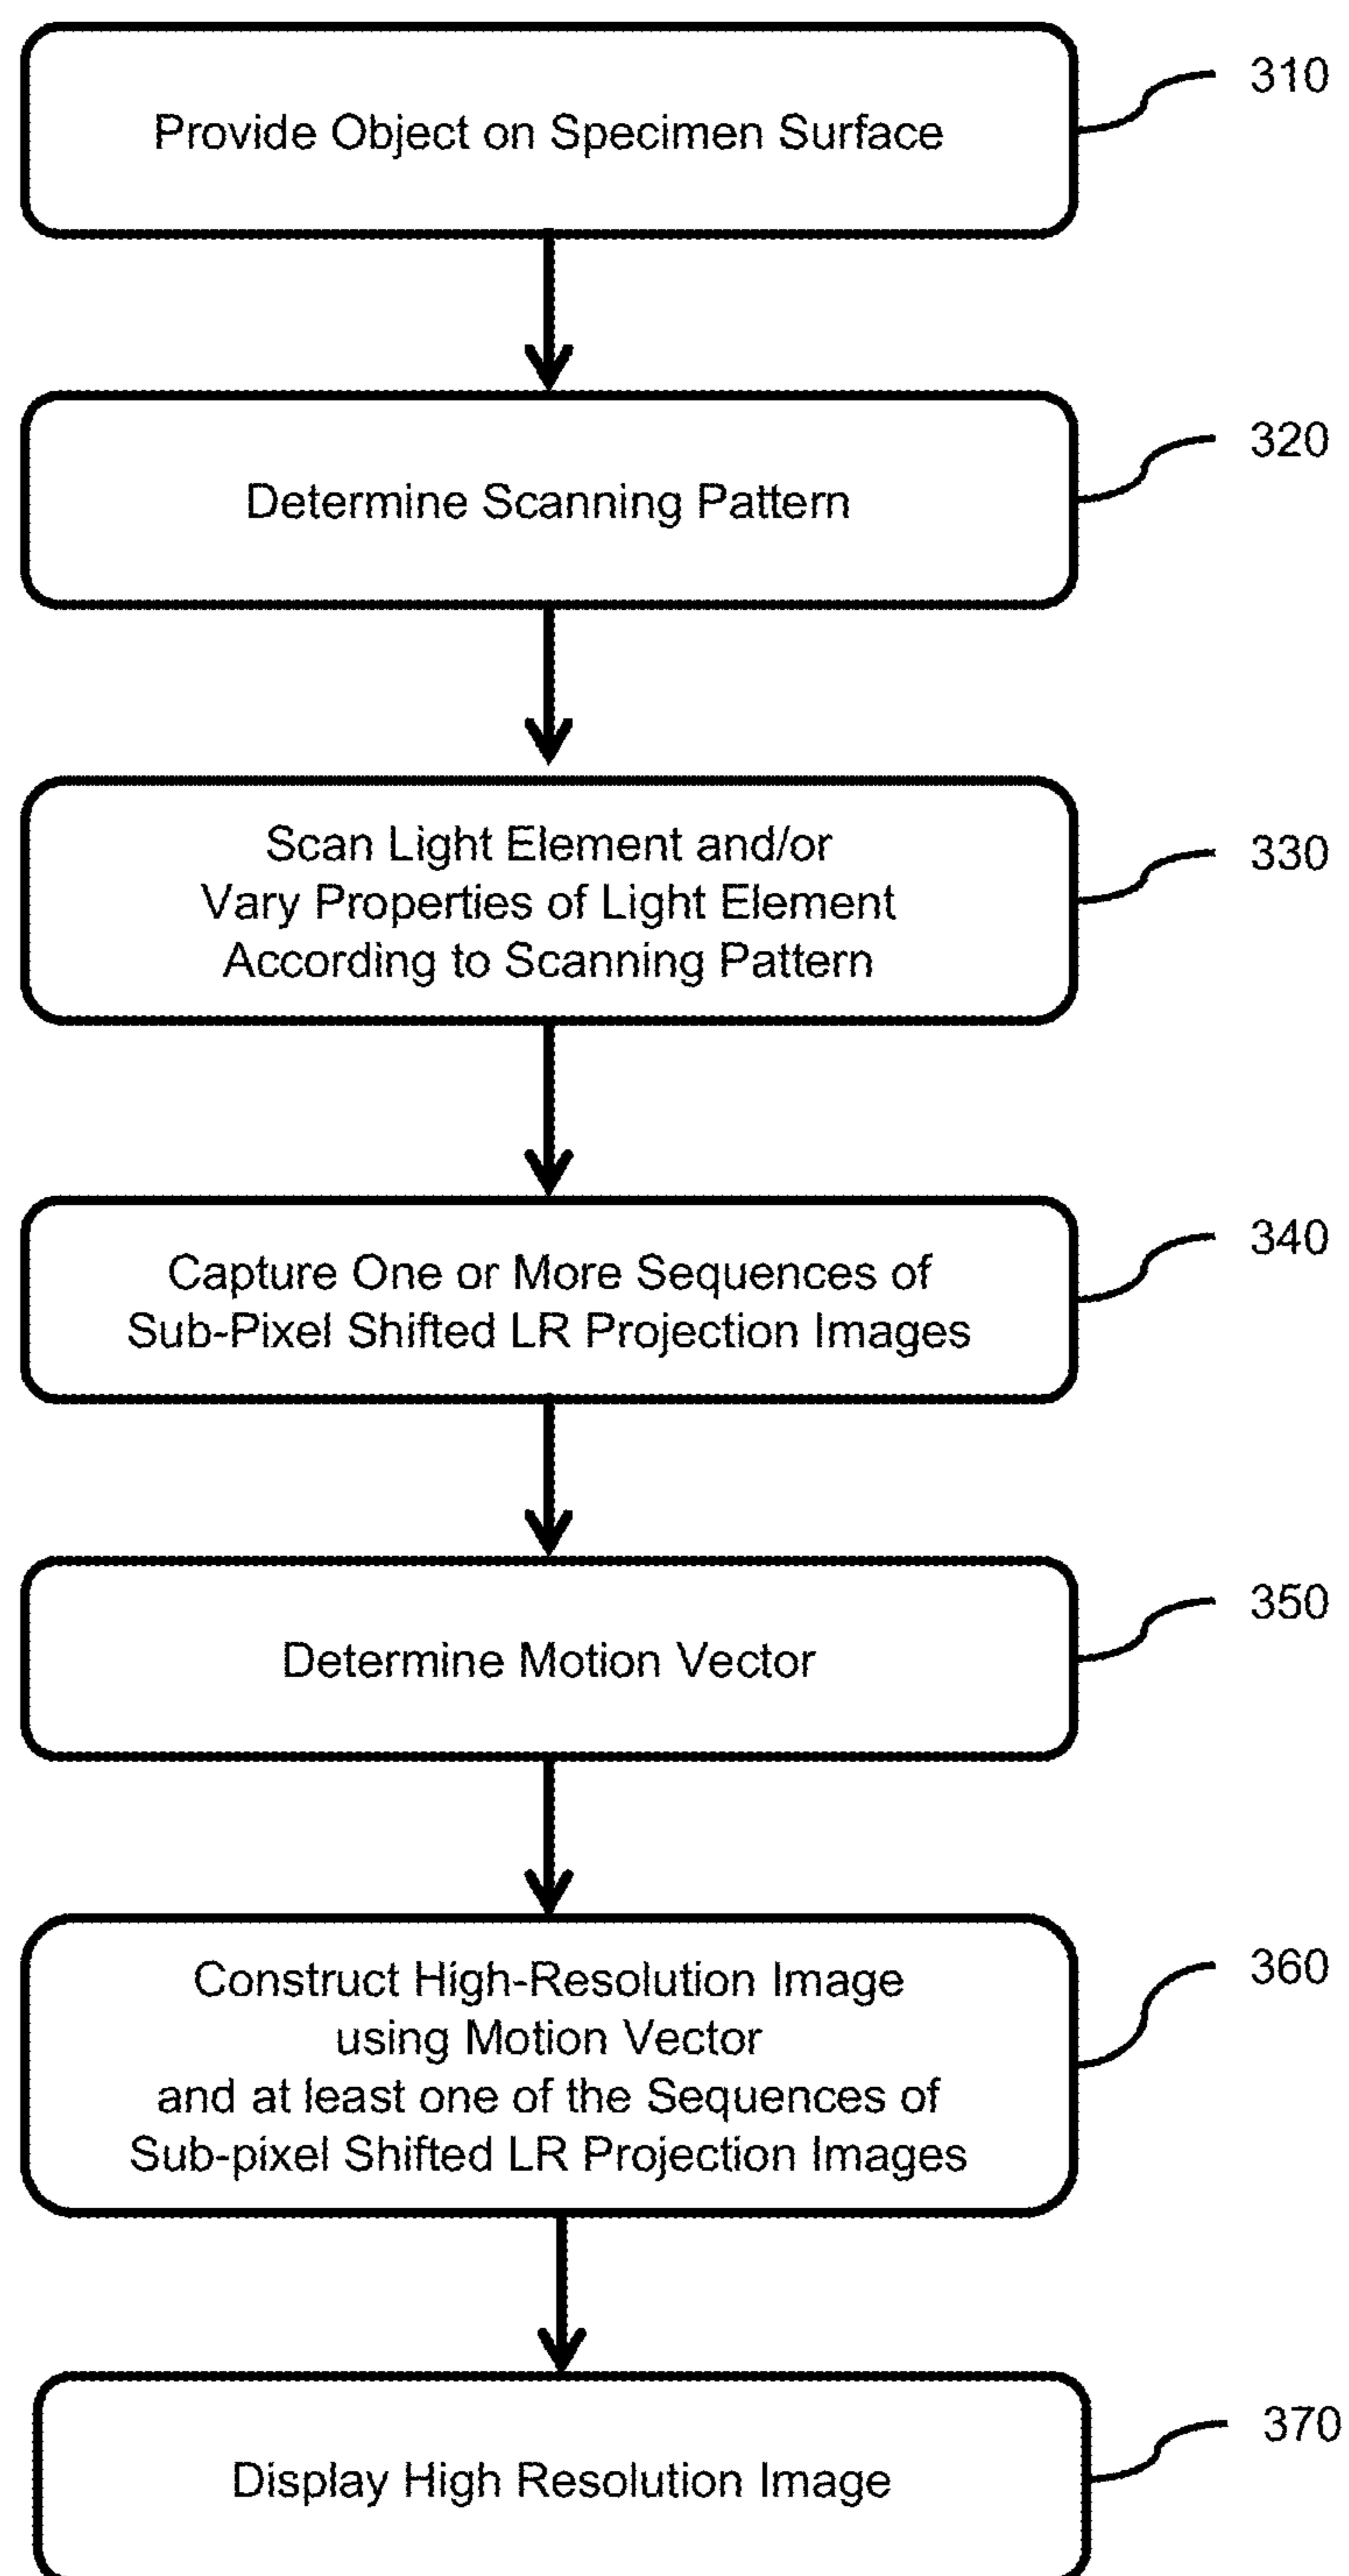 Provide Object on Specimen Surface
310
Determine Scanning Pattern
320
Scan Light Element and/or
Vary Properties of Light Element
According to Scanning Pattern
330
Capture One or More Sequences of
Sub-Pixel Shifted LR Projection Images
340
Determine Motion Vector
350
Construct High-Resolution Image
using Motion Vector
and at least one of the Sequences of
Sub-pixel Shifted LR Projection Images
360
Display High Resolution Image
370